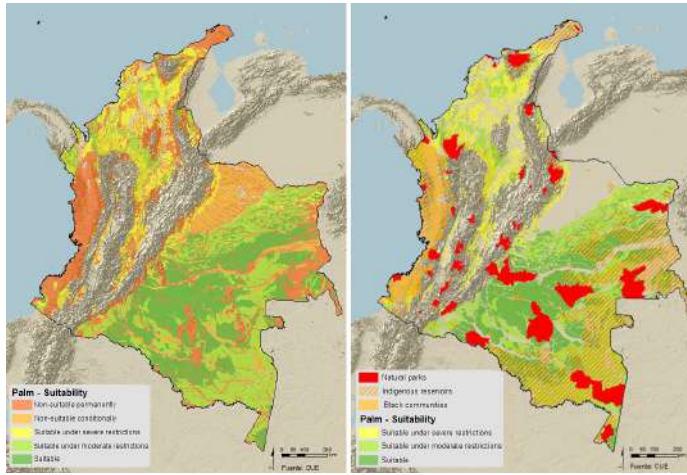 Palm - Suitability
Non-suitable permanently
Non-suitable conditionally
Suitable under severe restrictions
Suitable under moderate restrictions
Suitable
Fuente: CUE
Natural parks
Indigenous reservoirs
Black communities
Palm - Suitability
Suitable under severe restrictions
Suitable under moderate restrictions
Suitable
Fuente: CUE